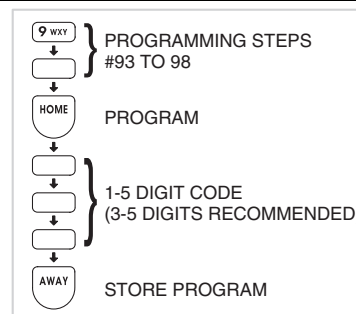 9 WXY
PROGRAMMING STEPS
#93 TO 98
HOME
PROGRAM
1-5 DIGIT CODE
(3-5 DIGITS RECOMMENDED
AWAY
STORE PROGRAM